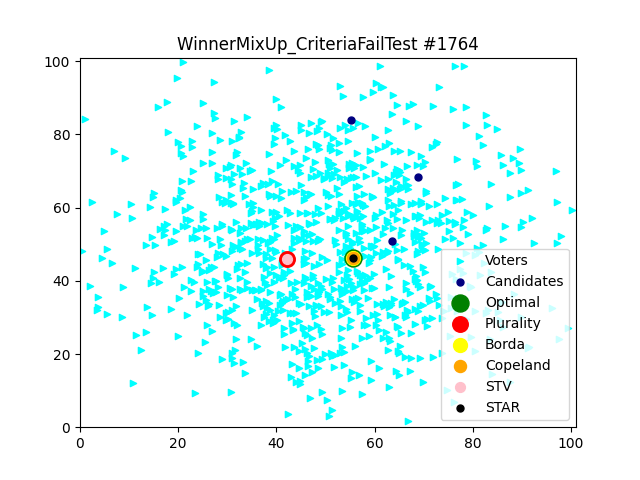 WinnerMixUp_CriteriaFailTest #1764
100
80
60
40
20
0
0 20 40 60 80 100
Voters
Candidates
Optimal
Plurality
Borda
Copeland
STV
STAR